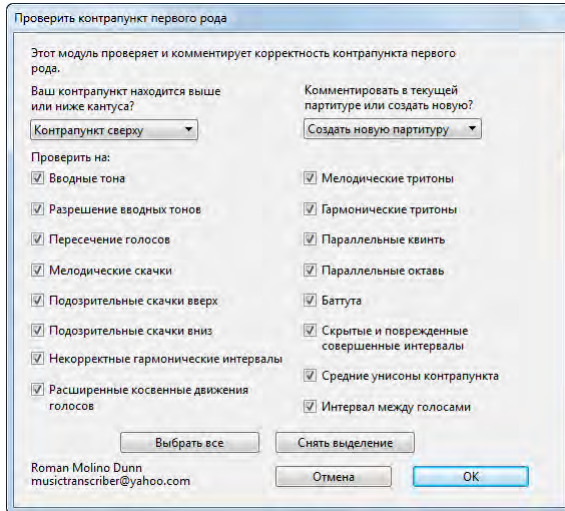 Проверить контрапункт первого рода
Этот модуль проверяет и комментирует корректность контрапункта первого
рода.
Ваш контрапункт находится выше
или ниже кантуса?
Контрапункт сверху
Комментировать в текущей
партитуре или создать новую?
Создать новую партитуру
Проверить на:
Вводные тона
Разрешение вводных тонов
Пересечение голосов
Мелодические скачки
Подозрительные скачки вверх
Подозрительные скачки вниз
Некорректные гармонические интервалы
Расширенные косвенные движения
голосов
Мелодические тритоны
Гармонические тритоны
Параллельные квинть
Параллельные октавь
Баттута
Скрытые и поврежденные
совершенные интервалы
Средние унисоны контрапункта
Интервал между голосами
Выбрать все
Снять выделение
Roman Molino Dunn
musictranscriber@yahoo.com
Отмена
OK